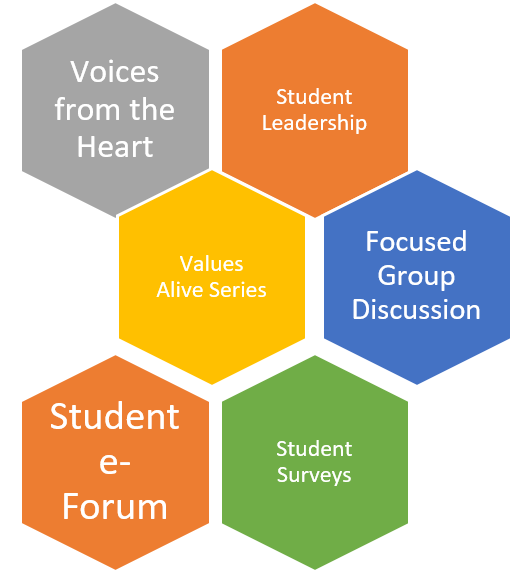 Voices
from the
Heart
Student
Leadership
Values
Alive Series
Focused
Group
Discussion
Student
e-
Forum
Student
Surveys